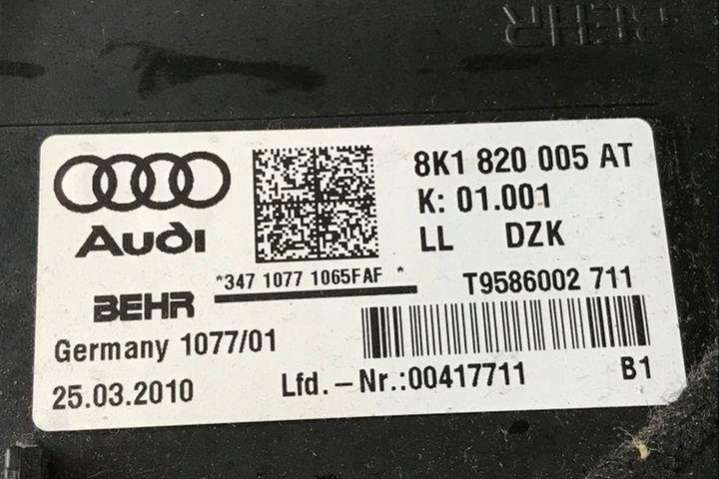 BEHR
Audi
8K1 820 005 AT
K: 01.001
LL DZK
*347 1077 1065FAF *
T9586002 711
BEHR
Germany 1077/01
25.03.2010
Lfd.-Nr.:00417711
B1